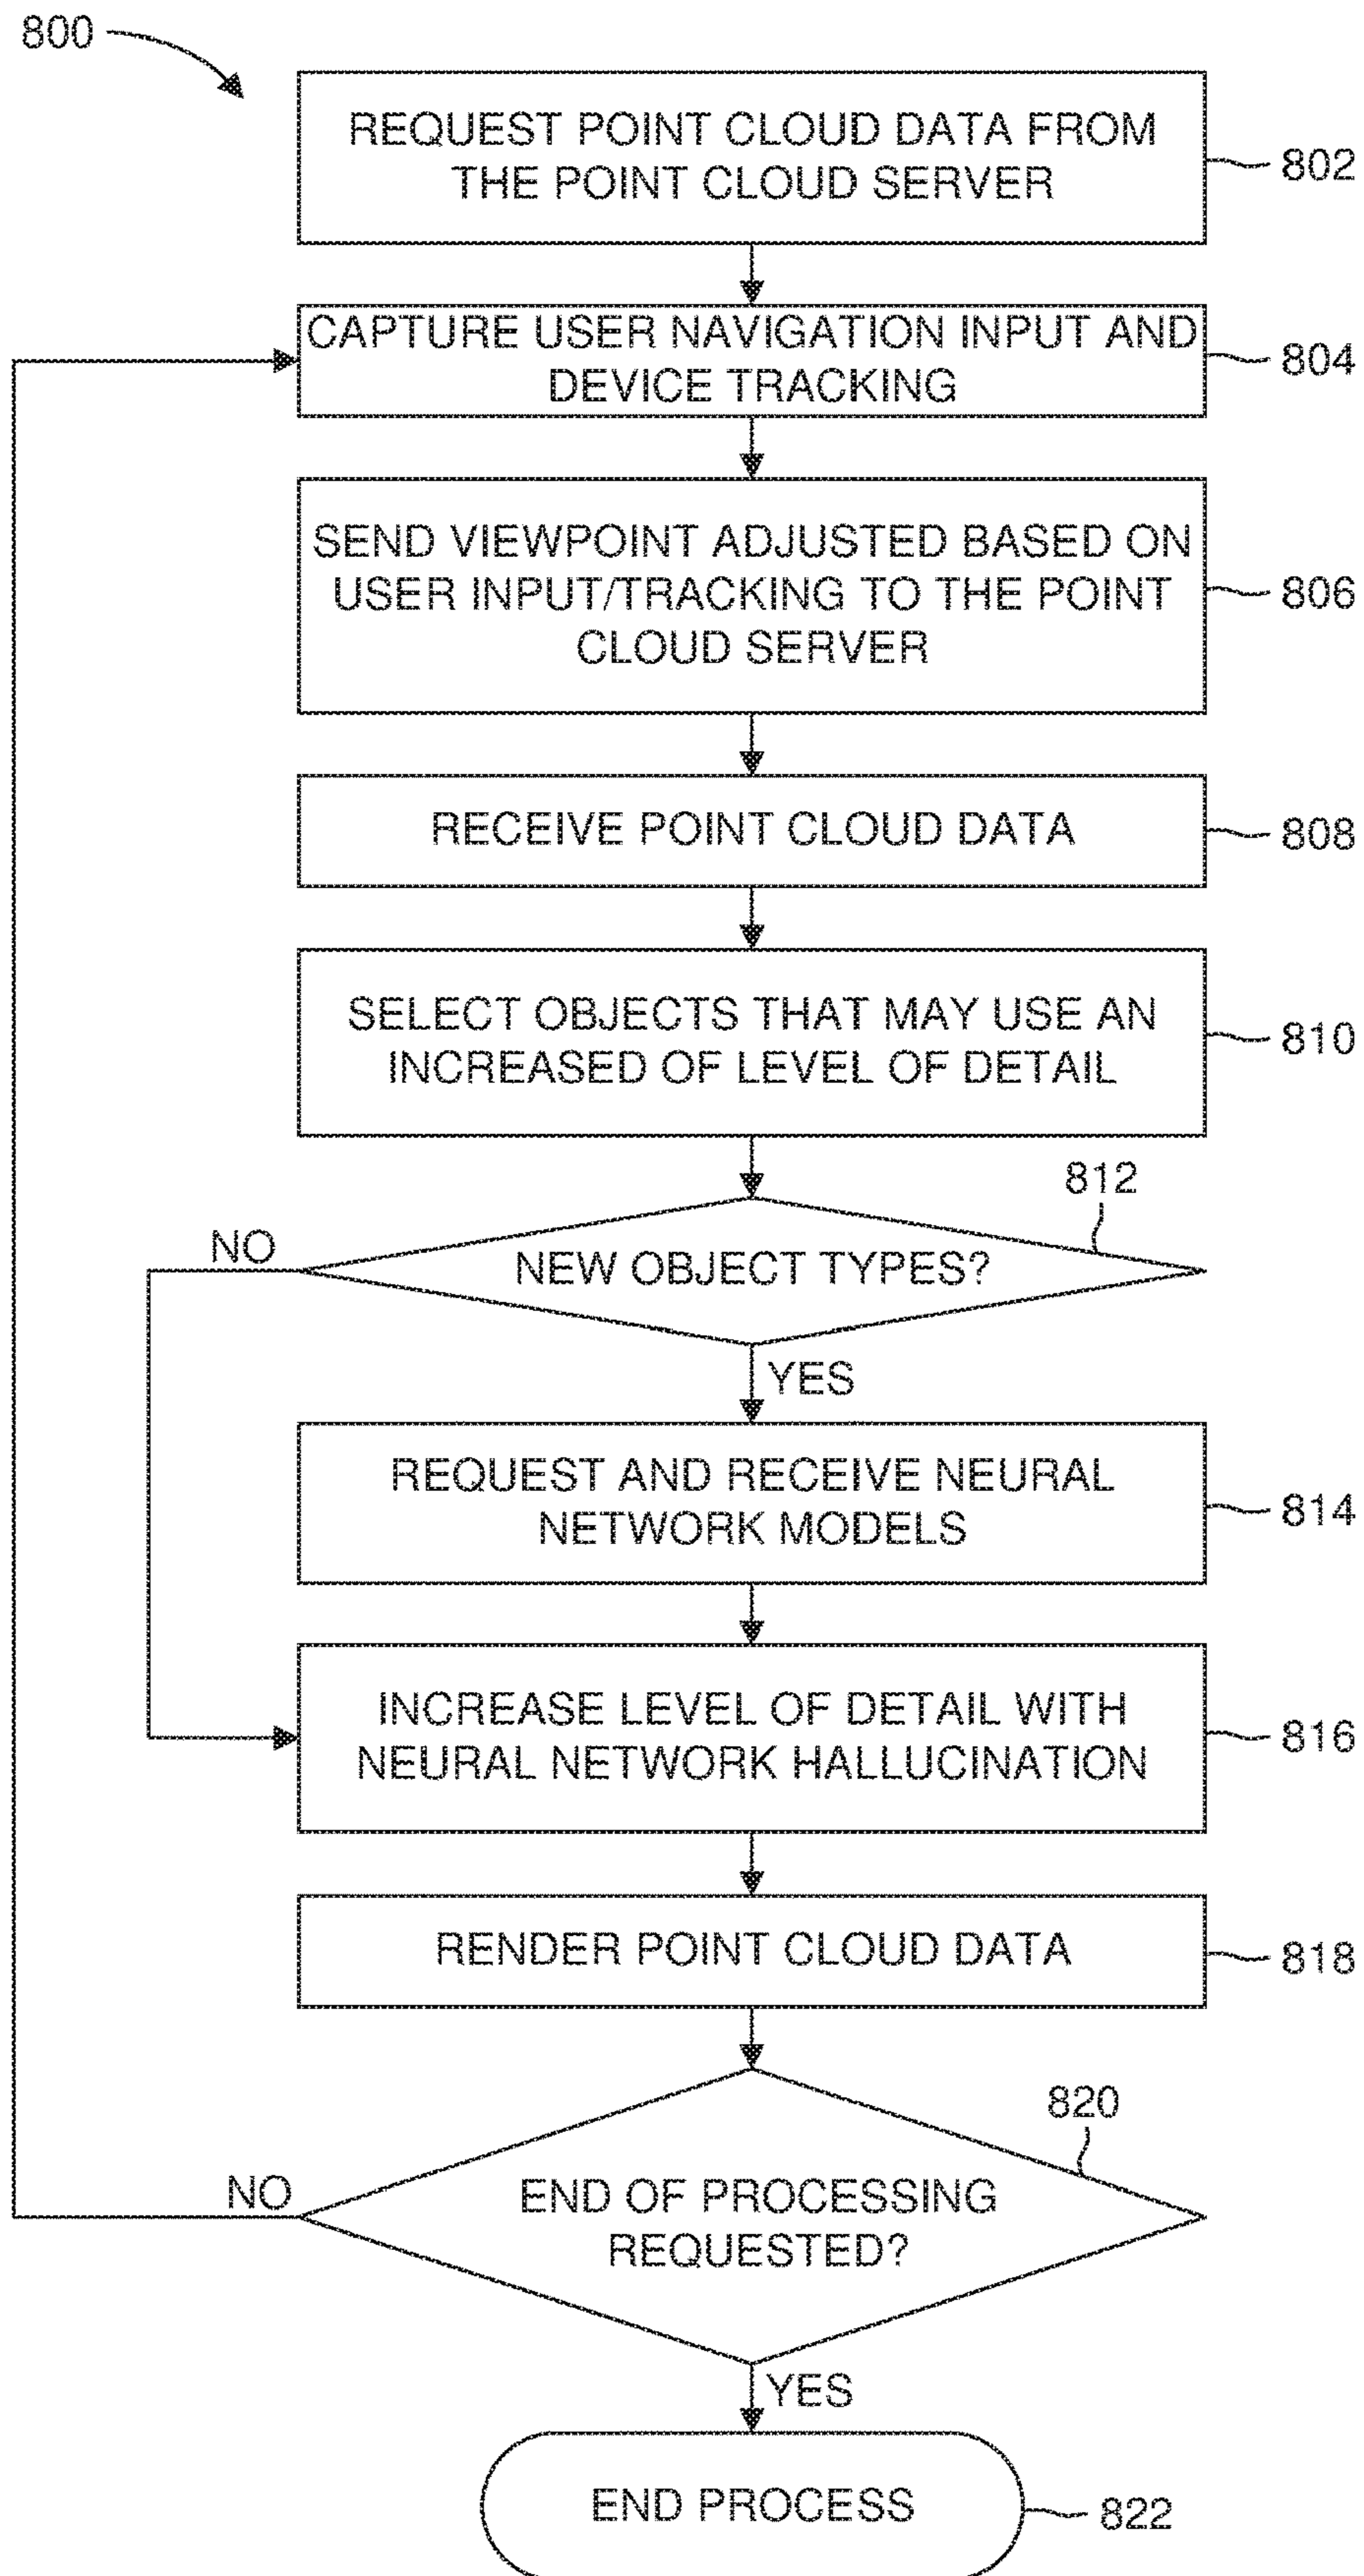 800
REQUEST POINT CLOUD DATA FROM
THE POINT CLOUD SERVER
802
CAPTURE USER NAVIGATION INPUT AND
DEVICE TRACKING
804
SEND VIEWPOINT ADJUSTED BASED ON
USER INPUT/TRACKING TO THE POINT
CLOUD SERVER
806
RECEIVE POINT CLOUD DATA
808
SELECT OBJECTS THAT MAY USE AN
INCREASED OF LEVEL OF DETAIL
810
812
NO
NEW OBJECT TYPES?
YES
REQUEST AND RECEIVE NEURAL
NETWORK MODELS
814
INCREASE LEVEL OF DETAIL WITH
NEURAL NETWORK HALLUCINATION
816
RENDER POINT CLOUD DATA
818
820
NO
END OF PROCESSING
REQUESTED?
YES
END PROCESS
822